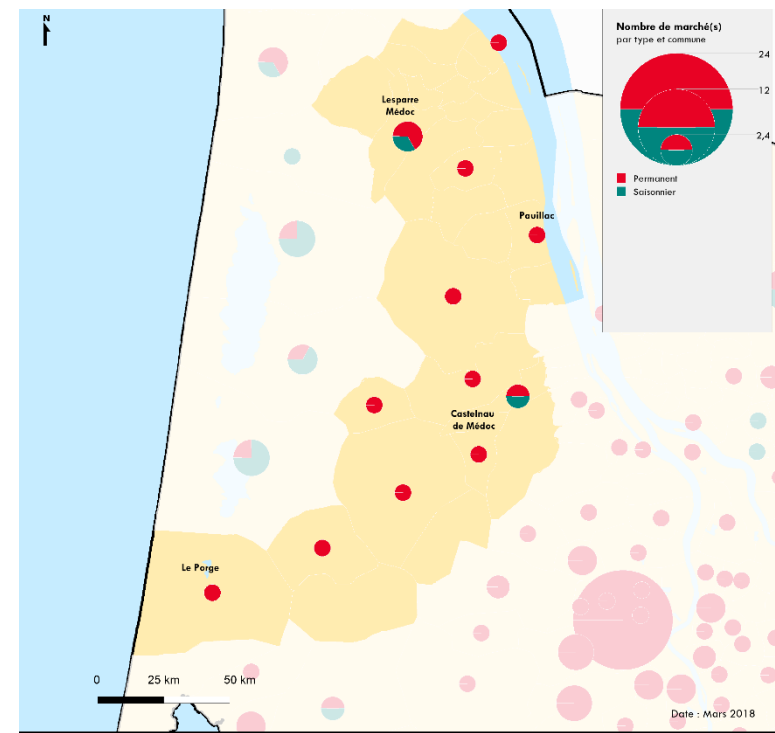 N
Nombre de marché(s)
par type et commune
24
12
2,4
Permanent
Saisonnier
Lesparre
Médoc
Pauillac
Castelnau
de Médoc
Le Porge
0 25 km 50 km
Date : Mars 2018